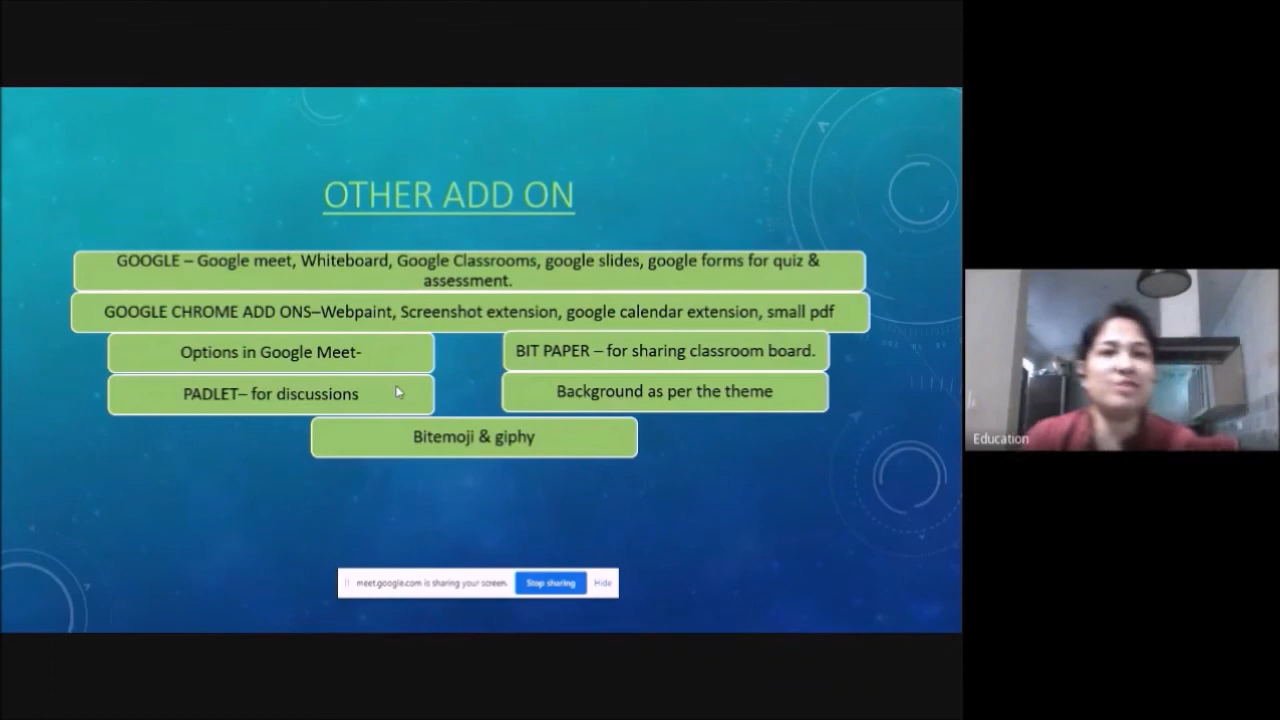 OTHER ADD ON
GOOGLE – Google meet, Whiteboard, Google Classrooms, google slides, google forms for quiz &
assessment.
GOOGLE CHROME ADD ONS–Webpaint, Screenshot extension, google calendar extension, small pdf
Options in Google Meet-
BIT PAPER – for sharing classroom board.
PADLET– for discussions
Background as per the theme
Bitemoji & giphy
meet.google.com is sharing your screen. Stop sharing Hide
Education